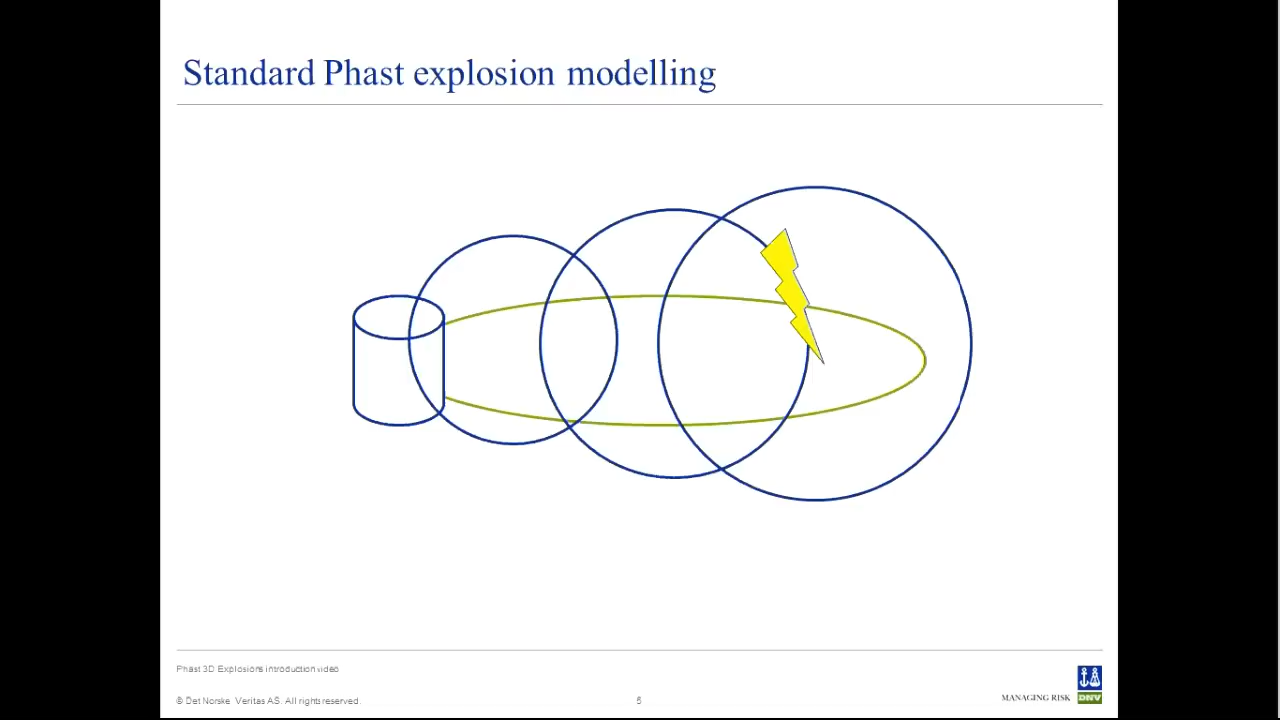 Standard Phast explosion modelling
Phast 3D Explosions introduction video
© Det Norske Veritas AS. All rights reserved.
5
MANAGING RISK
DNV